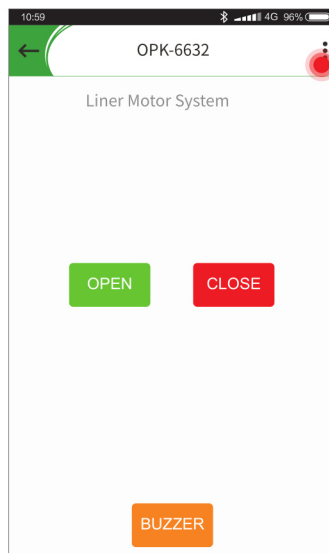 10:59 4G 96%
OPK-6632
Liner Motor System
OPEN CLOSE
BUZZER